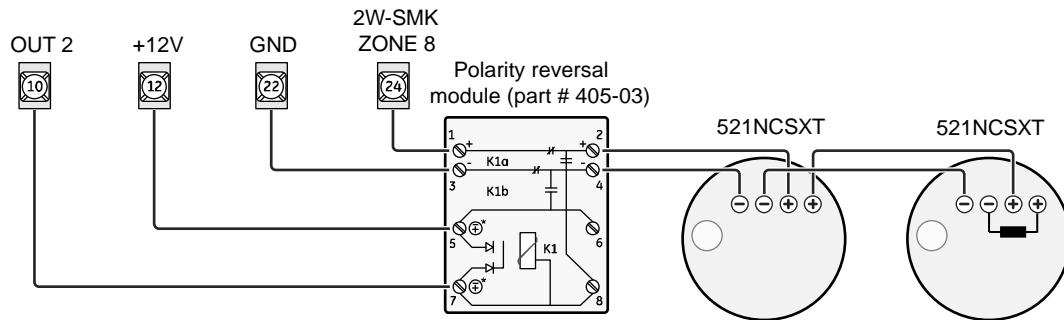 OUT 2
+12V
GND
2W-SMK
ZONE 8
10
12
22
24
Polarity reversal
module (part # 405-03)
521NCSXT
521NCSXT
1
+
2
+
K1a
-
-
3
K1b
4
5
+*
6
K1
7
+*
8
− − + +
− − + +